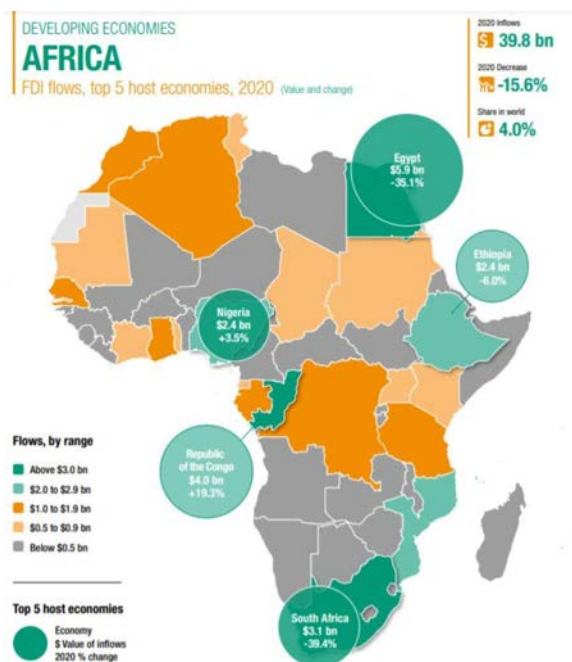 DEVELOPING ECONOMIES
AFRICA
FDI flows, top 5 host economies, 2020 (Value and change)
2020 Inflows
$ 39.8 bn
2020 Decrease
-15.6%
Share in world
4.0%
Egypt
$5.9 bn
-35.1%
Ethiopia
$2.4 bn
-6.0%
Nigeria
$2.4 bn
+3.5%
Republic
of the Congo
$4.0 bn
+19.3%
South Africa
$3.1 bn
-39.4%
Flows, by range
Above $3.0 bn
$2.0 to $2.9 bn
$1.0 to $1.9 bn
$0.5 to $0.9 bn
Below $0.5 bn
Top 5 host economies
Economy
$ Value of inflows
2020 % change